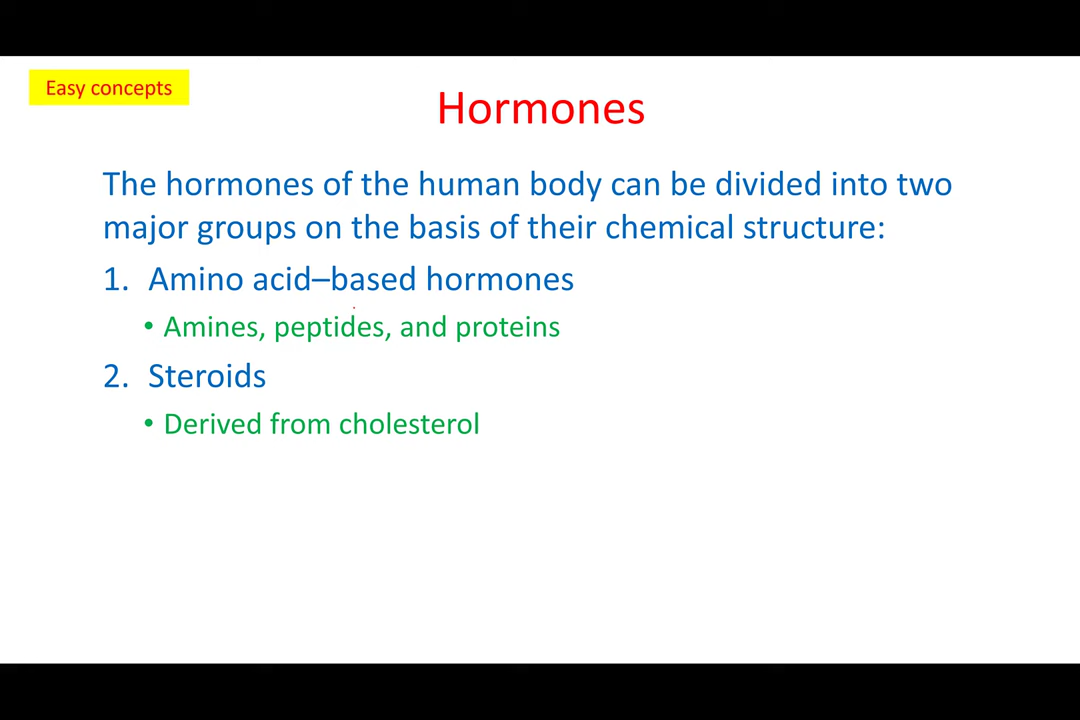 Easy concepts
Hormones
The hormones of the human body can be divided into two
major groups on the basis of their chemical structure:
1. Amino acid–based hormones
• Amines, peptides, and proteins
2. Steroids
• Derived from cholesterol